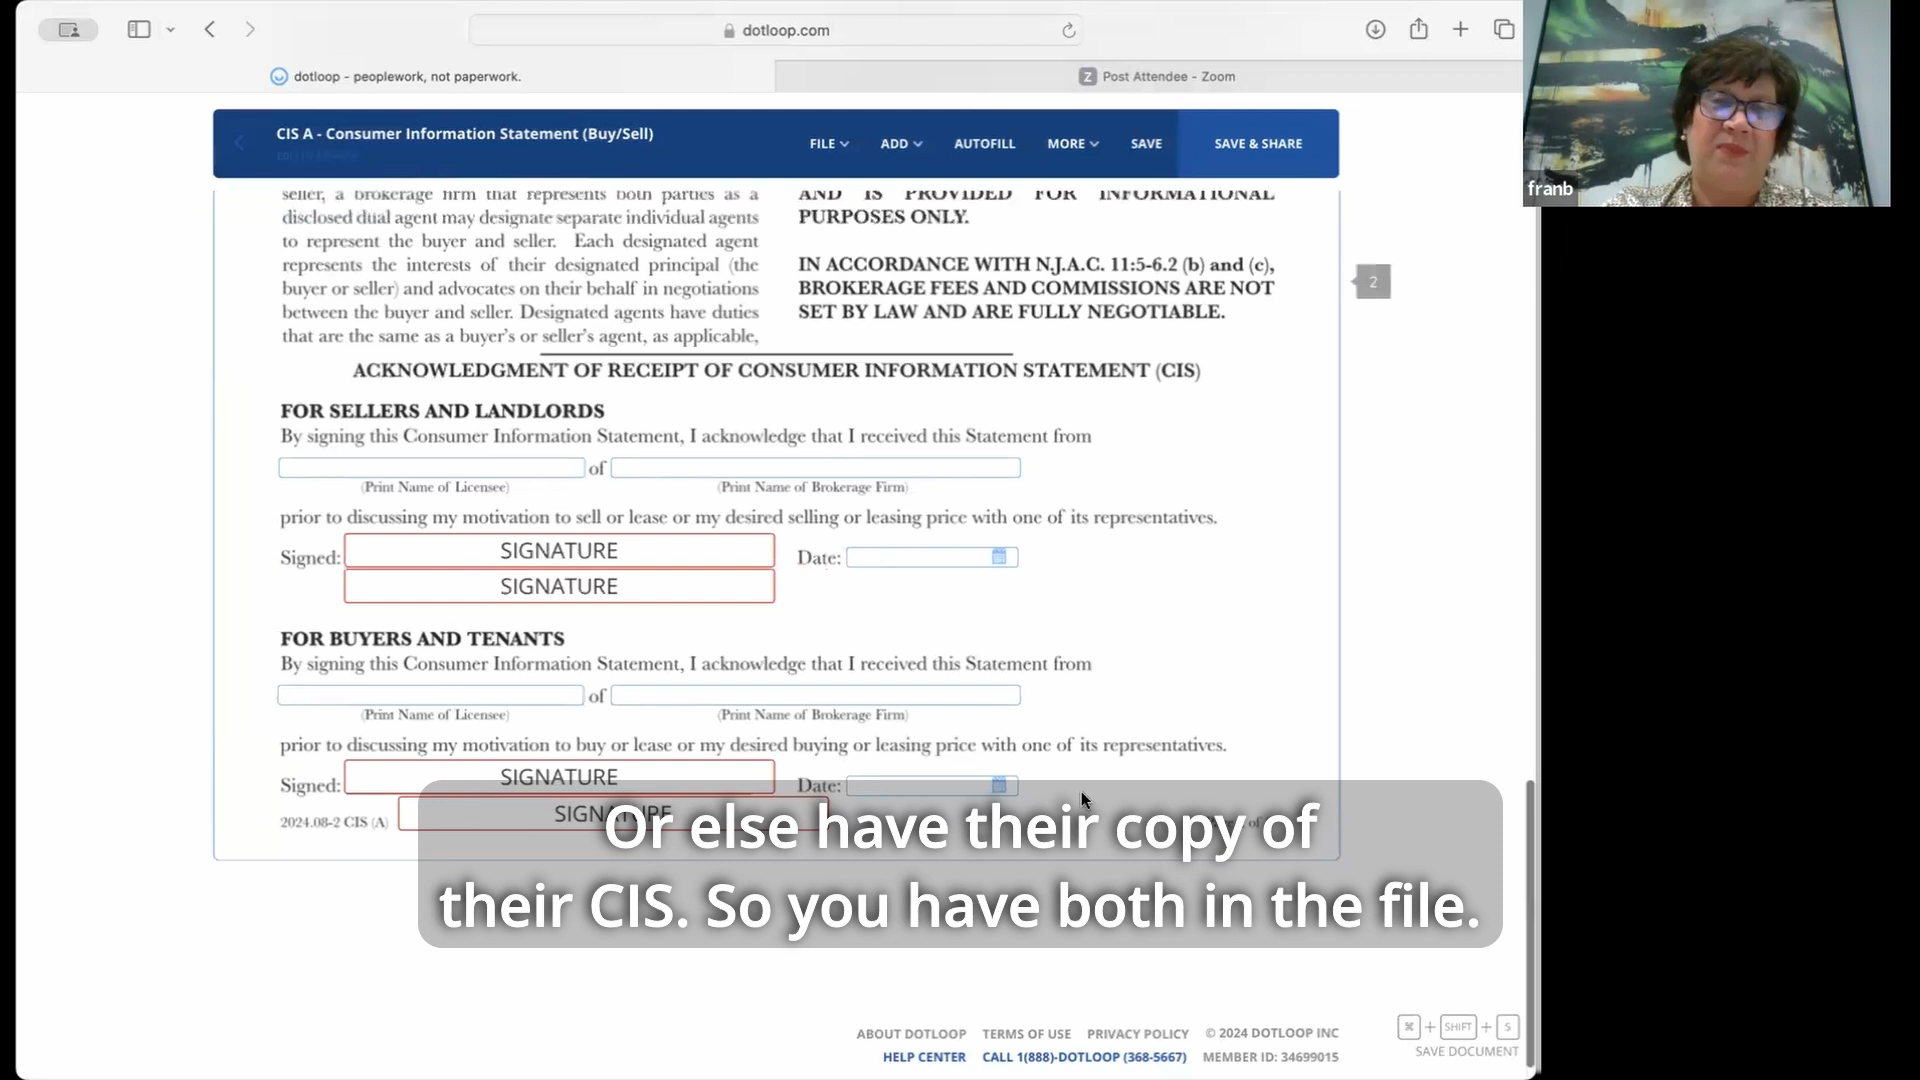 dotloop.com
dotloop – peoplework, not paperwork.
Z Post Attendee - Zoom
CIS A - Consumer Information Statement (Buy/Sell)
FILE ADD AUTOFILL MORE SAVE SAVE & SHARE
franb
seller, a brokerage firm that represents both parties as a
disclosed dual agent may designate separate individual agents
to represent the buyer and seller. Each designated agent
represents the interests of their designated principal (the
buyer or seller) and advocates on their behalf in negotiations
between the buyer and seller. Designated agents have duties
that are the same as a buyer's or seller's agent, as applicable,
AND IS PROVIDED FOR INFORMATIONAL
PURPOSES ONLY.
IN ACCORDANCE WITH N.J.A.C. 11:5-6.2 (b) and (c),
BROKERAGE FEES AND COMMISSIONS ARE NOT
SET BY LAW AND ARE FULLY NEGOTIABLE.
2
ACKNOWLEDGMENT OF RECEIPT OF CONSUMER INFORMATION STATEMENT (CIS)
FOR SELLERS AND LANDLORDS
By signing this Consumer Information Statement, I acknowledge that I received this Statement from
of
(Print Name of Licensee) (Print Name of Brokerage Firm)
prior to discussing my motivation to sell or lease or my desired selling or leasing price with one of its representatives.
Signed: SIGNATURE Date:
SIGNATURE
FOR BUYERS AND TENANTS
By signing this Consumer Information Statement, I acknowledge that I received this Statement from
of
(Print Name of Licensee) (Print Name of Brokerage Firm)
prior to discussing my motivation to buy or lease or my desired buying or leasing price with one of its representatives.
Signed: SIGNATURE Date:
2024.08-2 CIS (A) SIGNATURE
Or else have their copy of
their CIS. So you have both in the file.
ABOUT DOTLOOP TERMS OF USE PRIVACY POLICY © 2024 DOTLOOP INC
HELP CENTER CALL 1(888)-DOTLOOP (368-5667) MEMBER ID: 34699015
⌘ + SHIFT + S
SAVE DOCUMENT